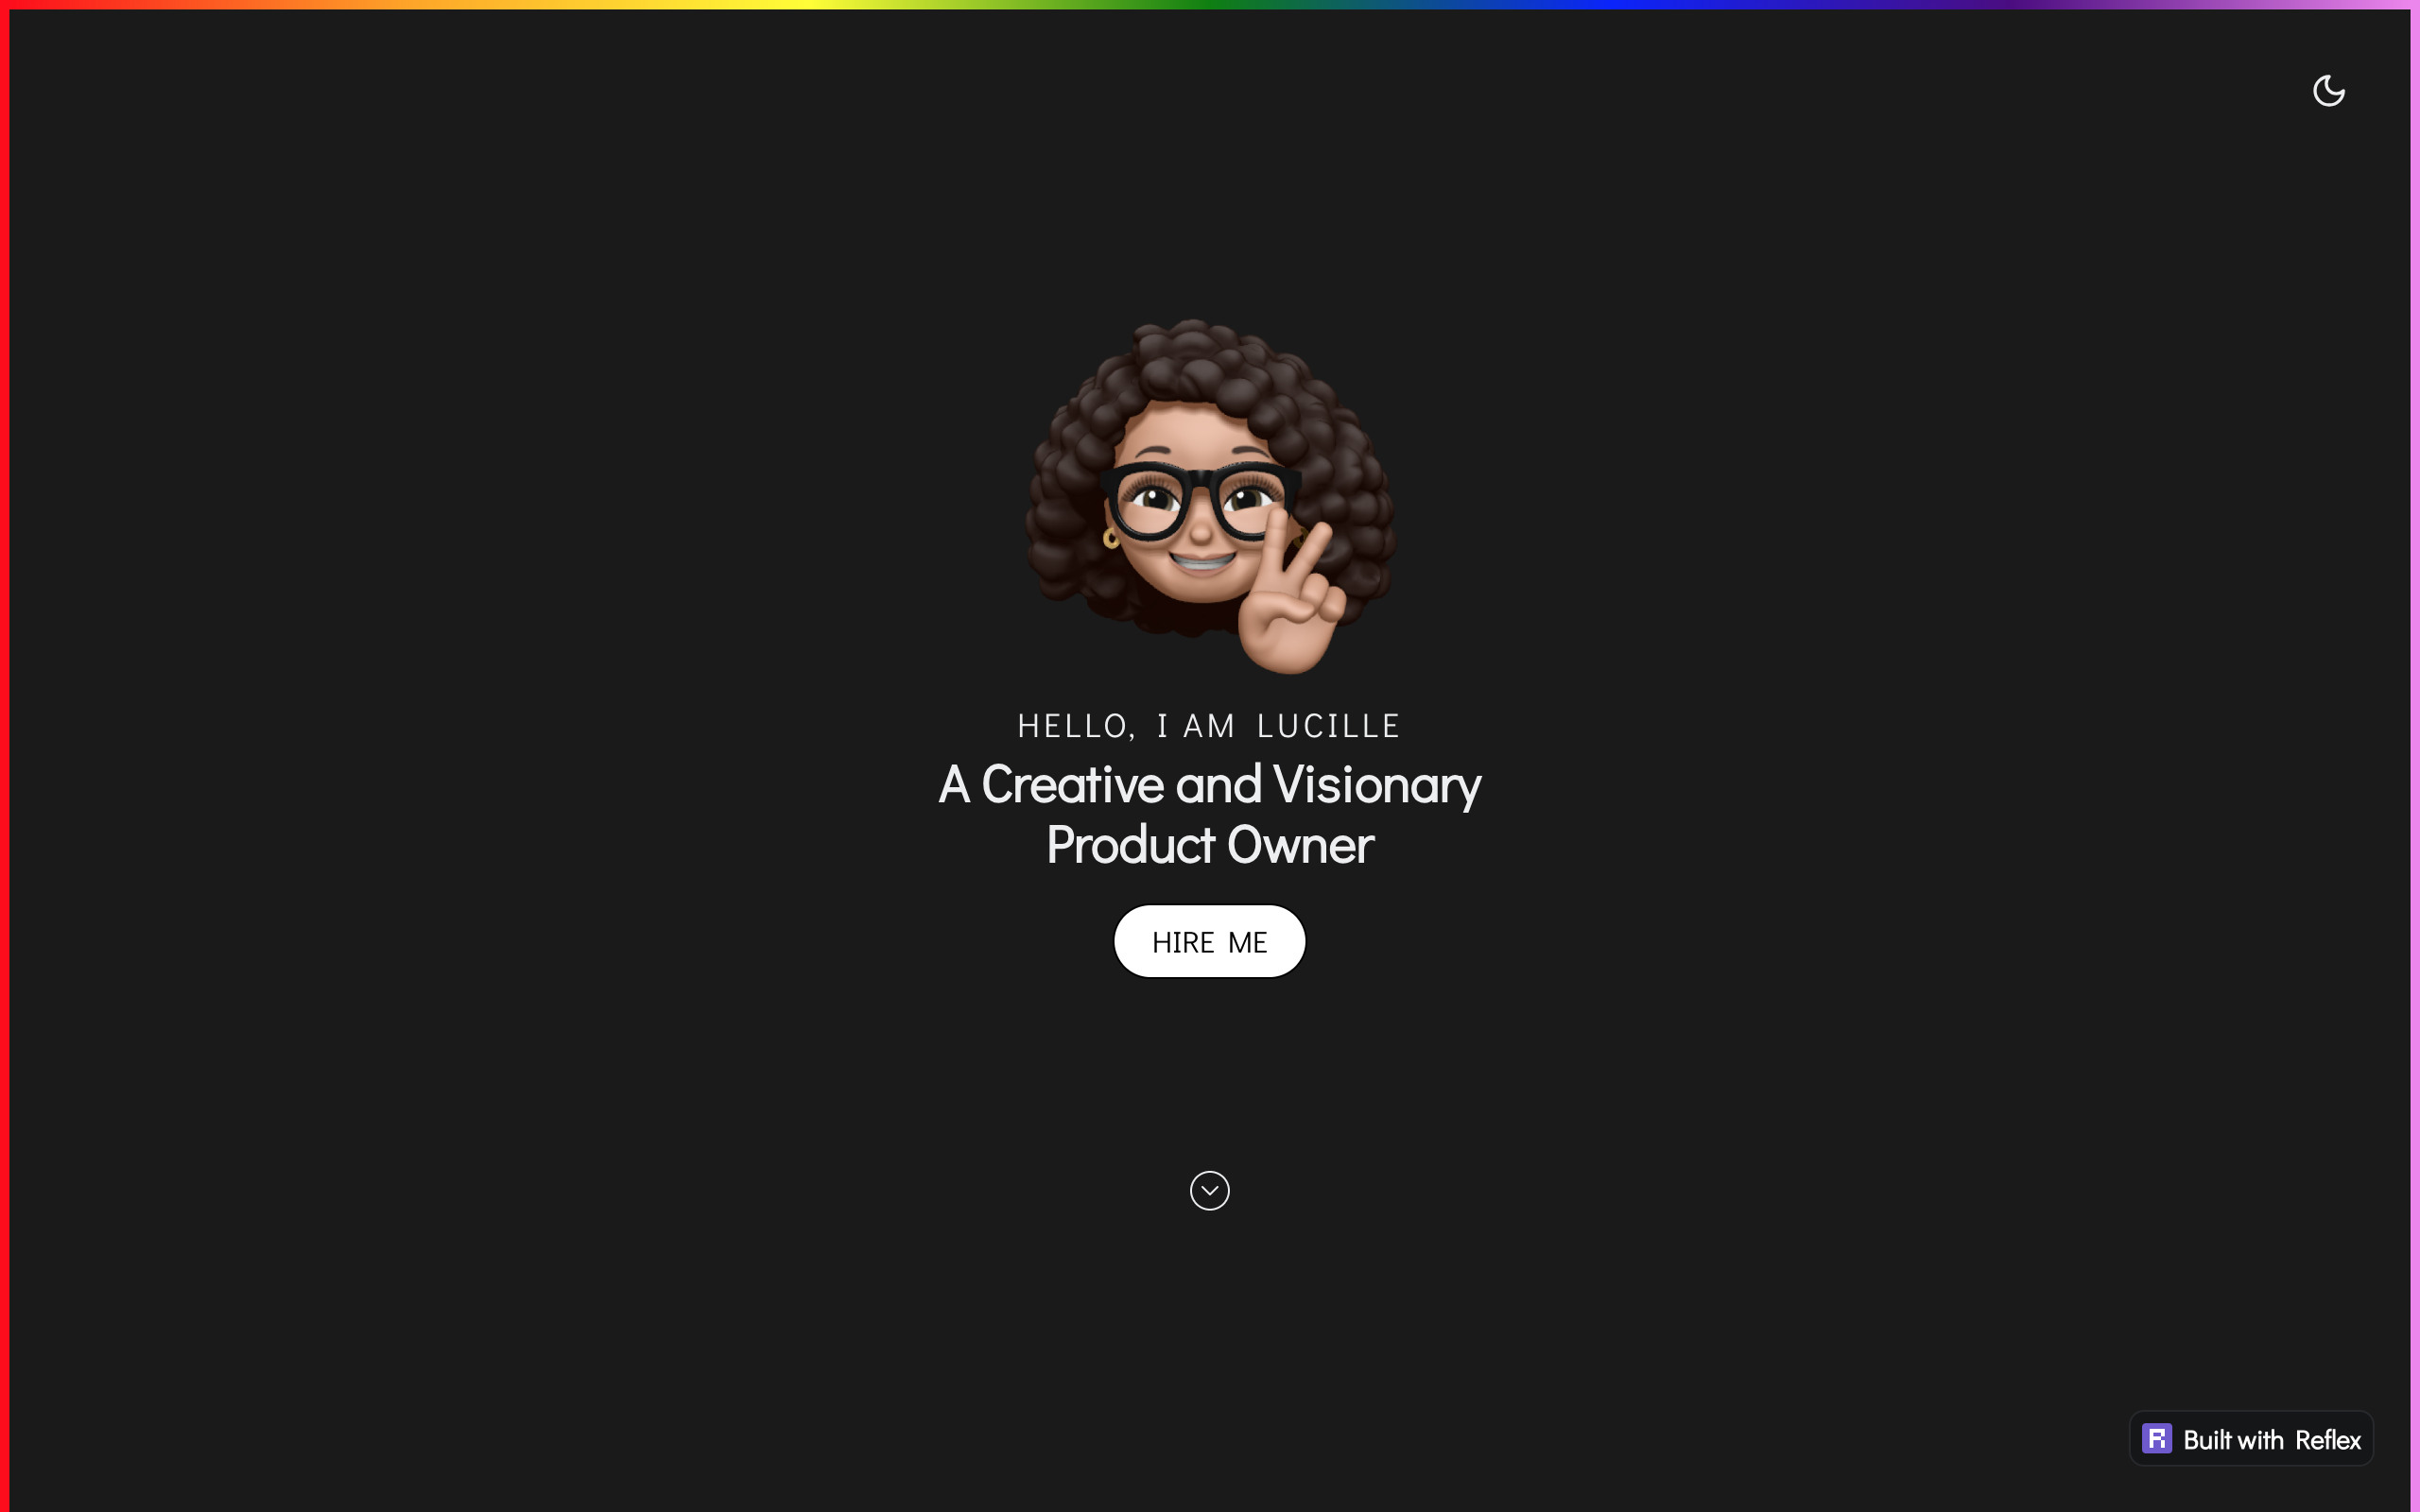 HELLO, I AM LUCILLE
A Creative and Visionary
Product Owner
HIRE ME
R Built with Reflex